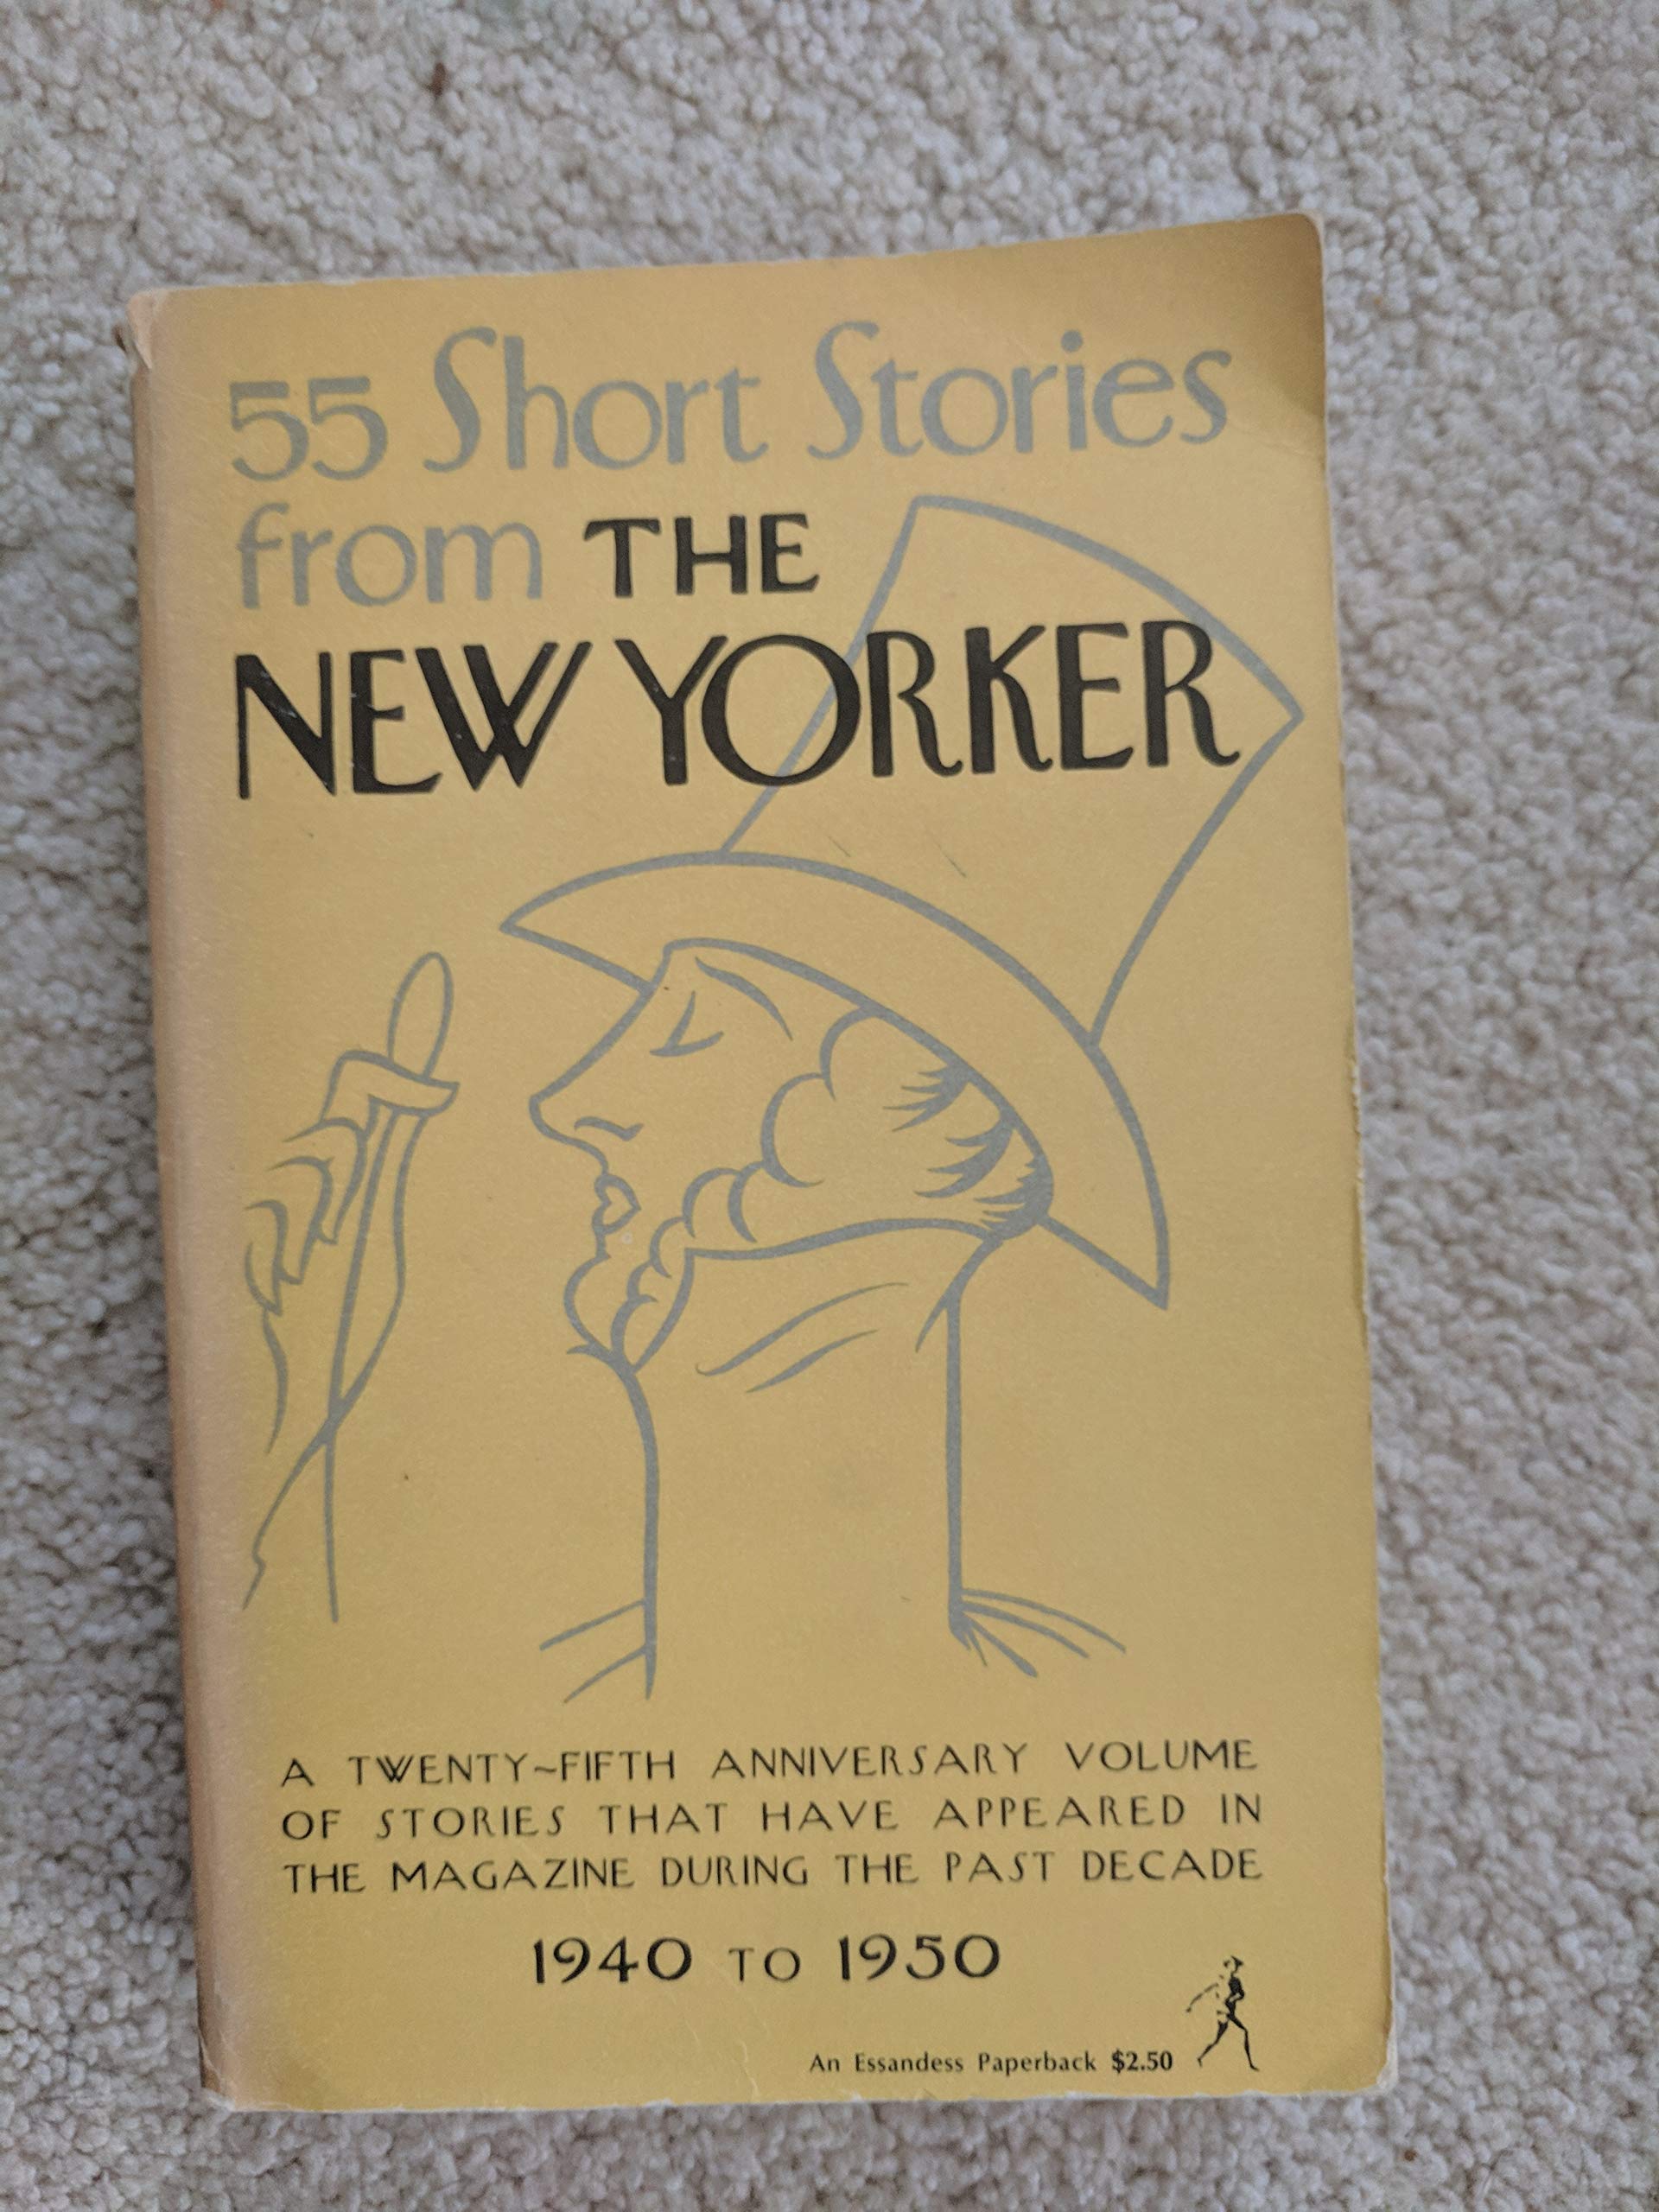 55 Short Stories
from THE
NEW YORKER
A TWENTY~FIFTH ANNIVERSARY VOLUME
OF STORIES THAT HAVE APPEARED IN
THE MAGAZINE DURING THE PAST DECADE
1940 TO 1950
An Essandess Paperback $2.50